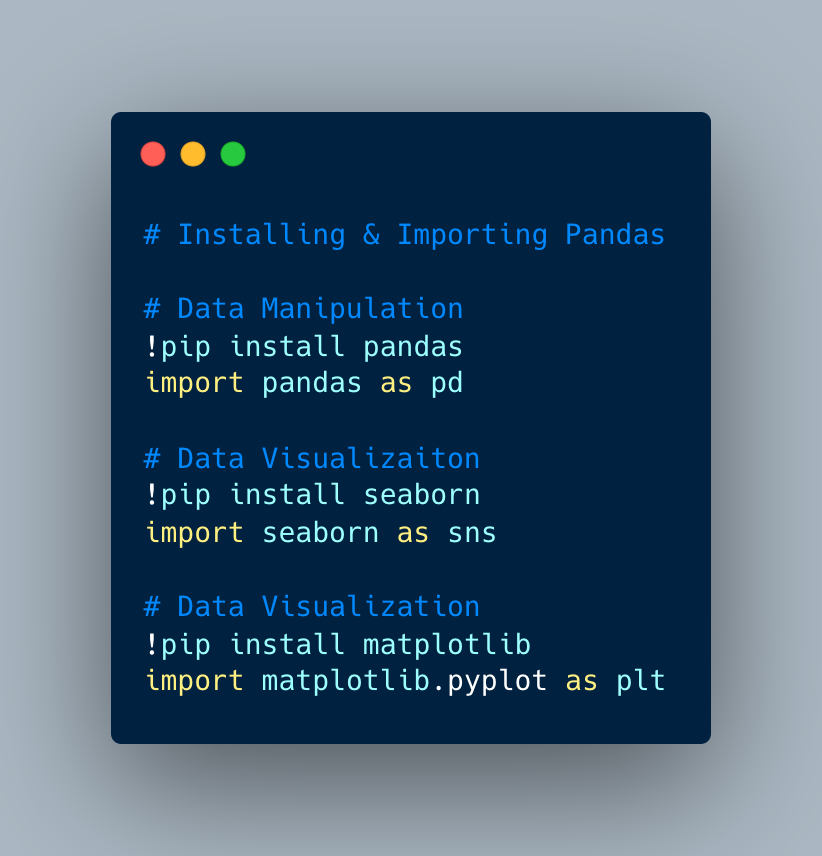 # Installing & Importing Pandas
# Data Manipulation
!pip install pandas
import pandas as pd
# Data Visualizaiton
!pip install seaborn
import seaborn as sns
# Data Visualization
!pip install matplotlib
import matplotlib.pyplot as plt